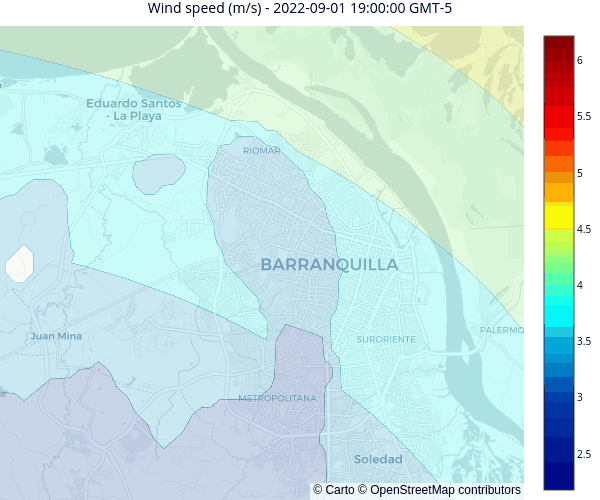 Wind speed (m/s) - 2022-09-01 19:00:00 GMT-5
6
5.5
5
4.5
4
3.5
3
2.5
Eduardo Santos
- La Playa
RIOMAR
BARRANQUILLA
Juan Mina
SURORIENTE
PALERMO
METROPOLITANA
Soledad
© Carto © OpenStreetMap contributors